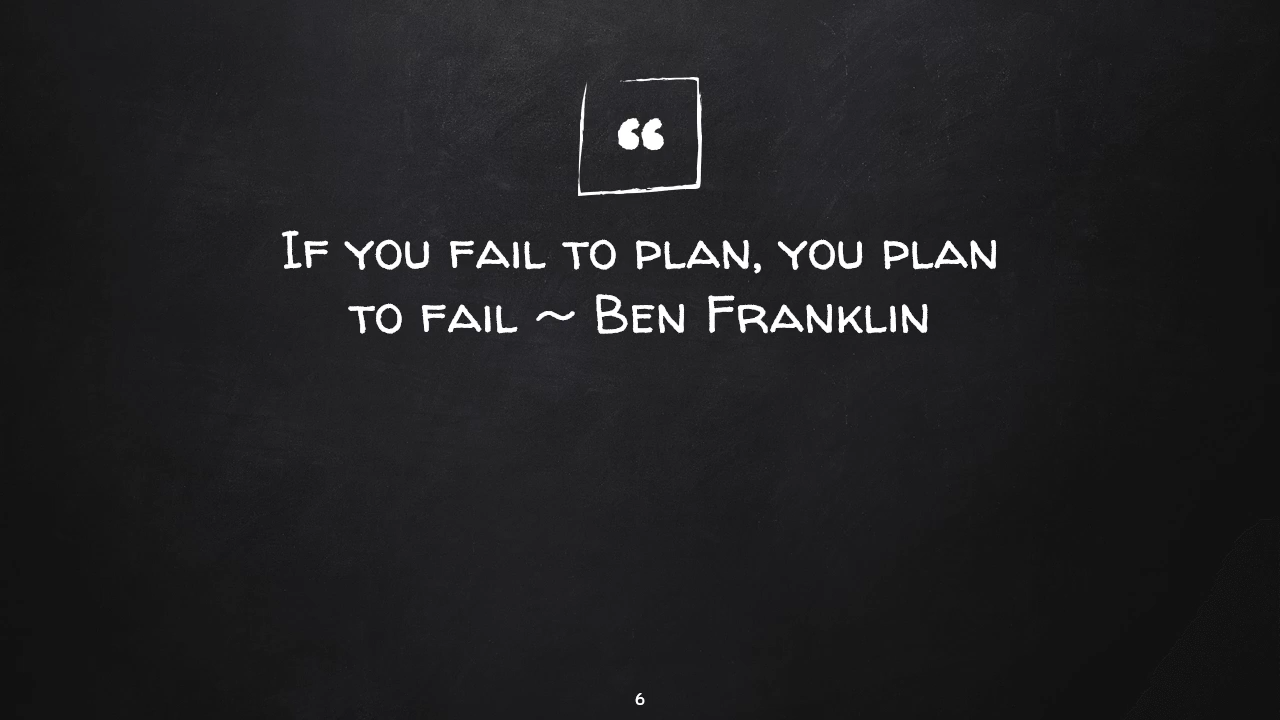 “
If you fail to plan, you plan
to fail ~ Ben Franklin
6